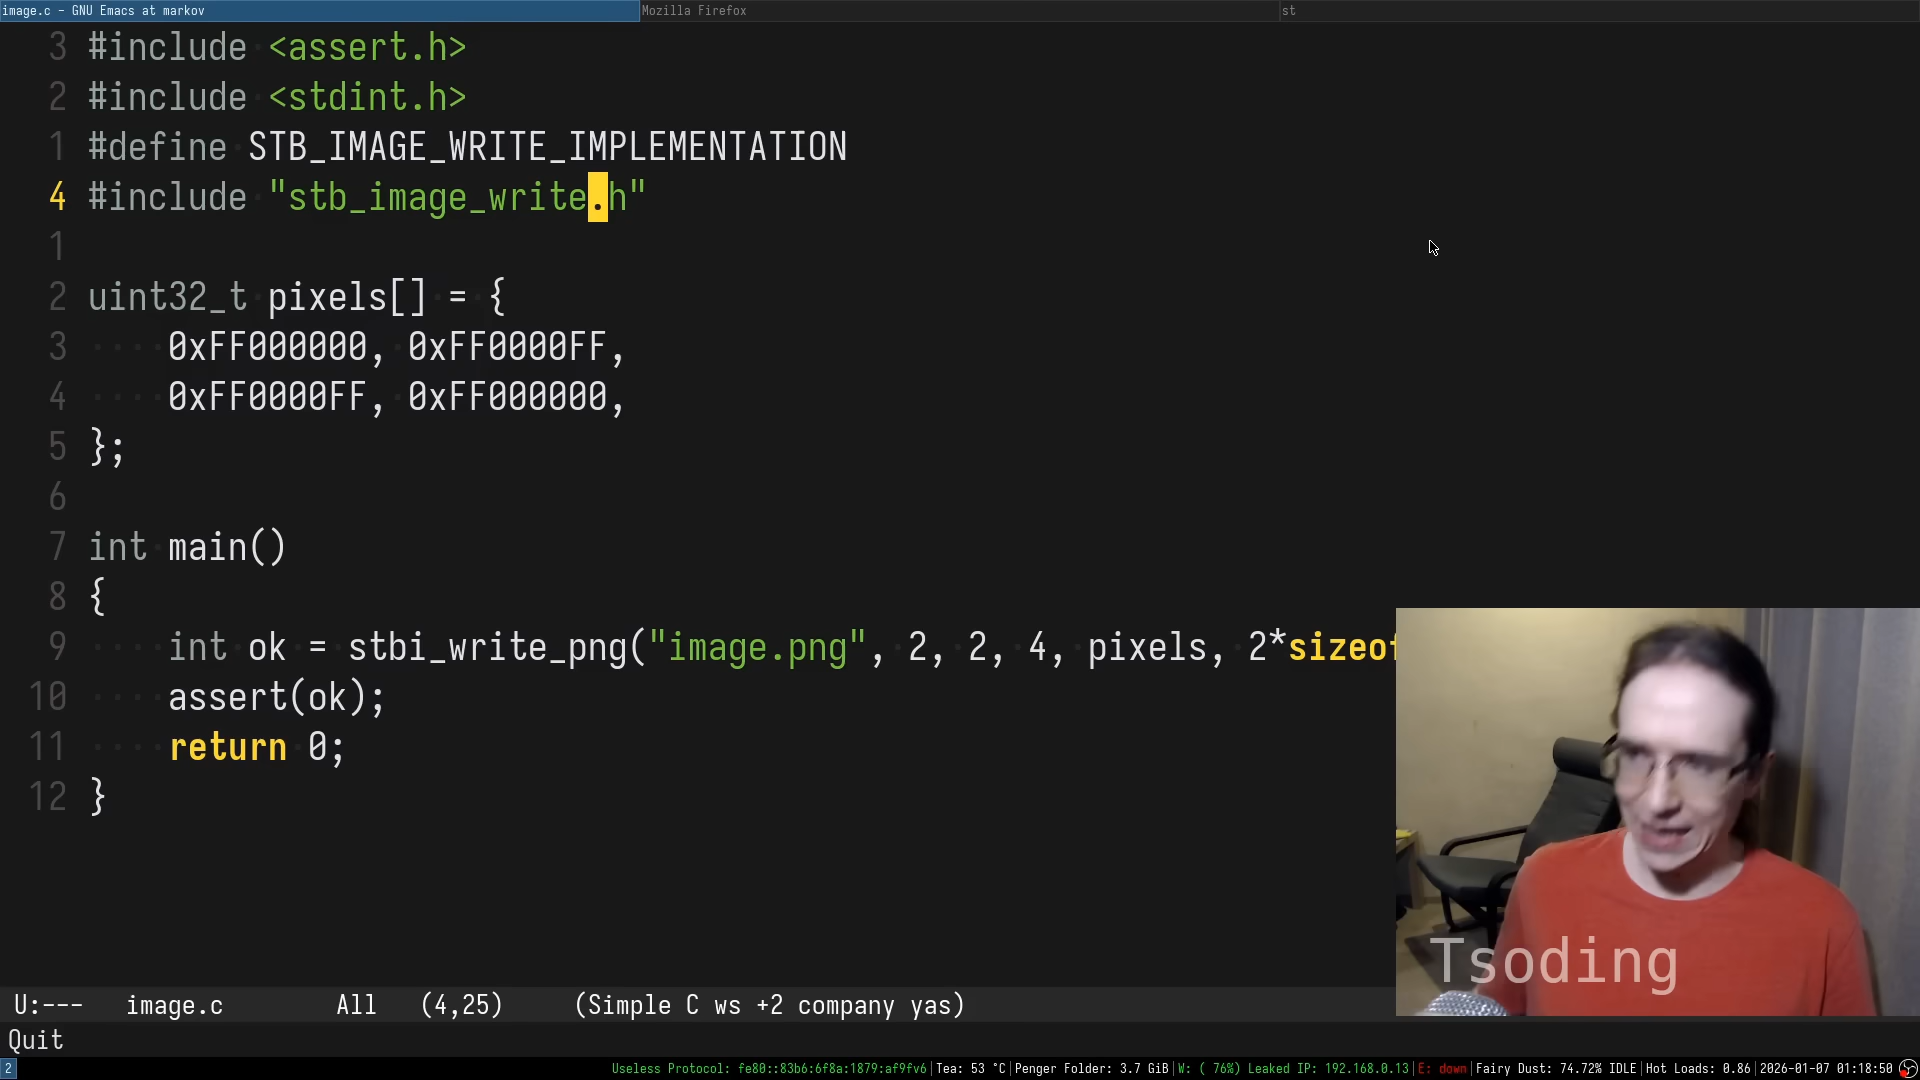 image.c - GNU Emacs at markov
Mozilla Firefox
st
3 #include <assert.h>
2 #include <stdint.h>
1 #define STB_IMAGE_WRITE_IMPLEMENTATION
4 #include "stb_image_write.h"
1
2 uint32_t pixels[] = {
3 0xFF000000, 0xFF0000FF,
4 0xFF0000FF, 0xFF000000,
5 };
6
7 int main()
8 {
9 int ok = stbi_write_png("image.png", 2, 2, 4, pixels, 2*sizeof
10 assert(ok);
11 return 0;
12 }
Tsoding
U:--- image.c All (4,25) (Simple C ws +2 company yas)
Quit
2 Useless Protocol: fe80::83b6:6f8a:1879:af9fv6|Tea: 53 °C|Penger Folder: 3.7 GiB|W: ( 76%) Leaked IP: 192.168.0.13|E: down|Fairy Dust: 74.72% IDLE|Hot Loads: 0.86|2026-01-07 01:18:50